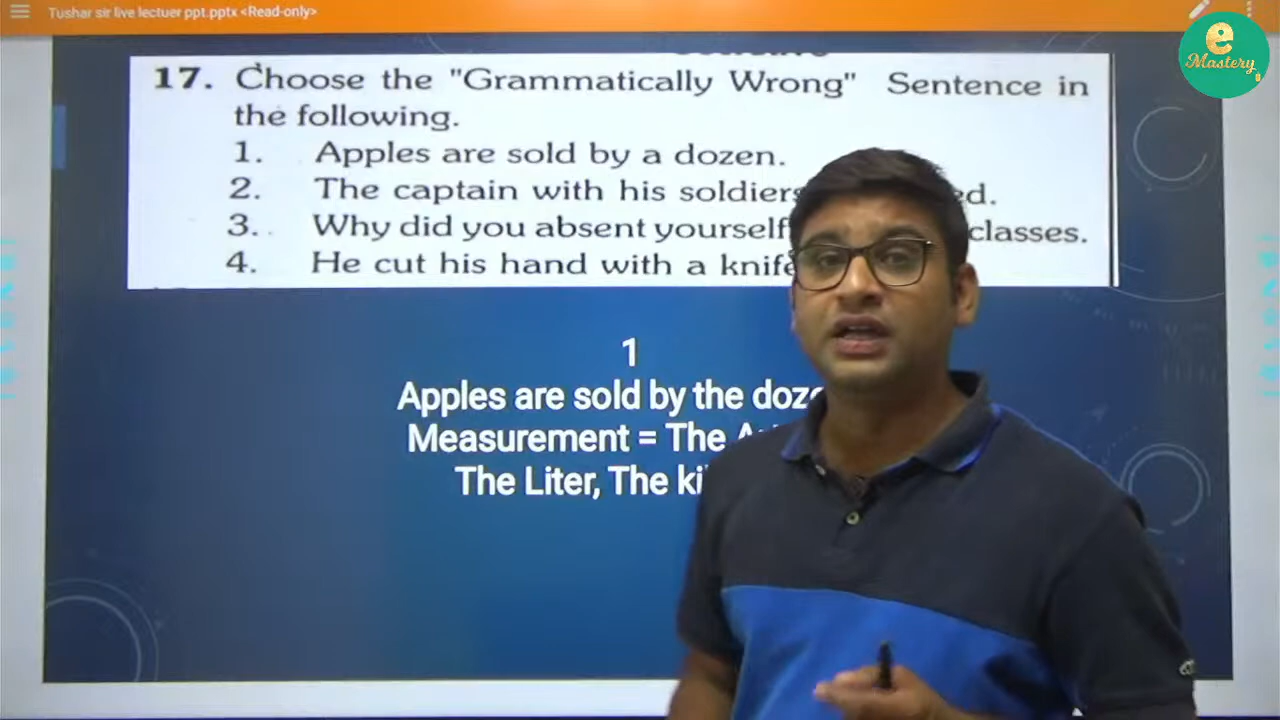 Tushar sir live lectuer ppt.pptx <Read-only>
e
Mastery
17. Choose the "Grammatically Wrong" Sentence in
the following.
1. Apples are sold by a dozen.
2. The captain with his soldiers
3. Why did you absent yourself classes.
4. He cut his hand with a knife
1
Apples are sold by the
Measurement = The
The Liter, The